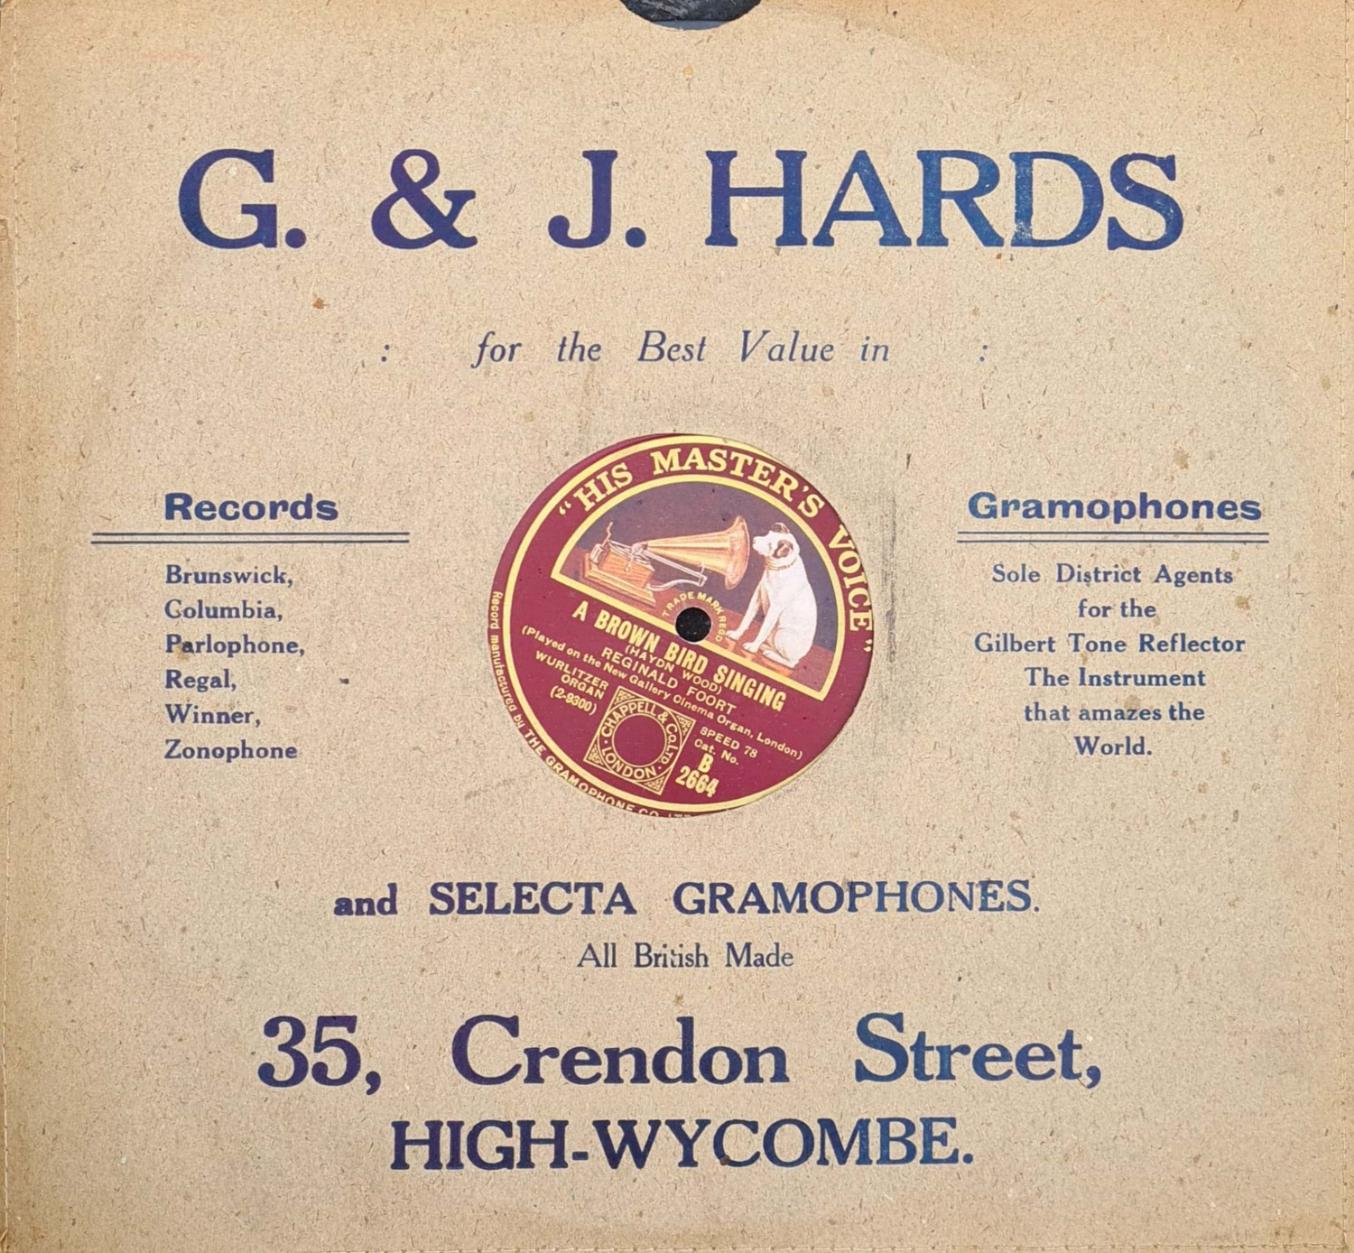 G. & J. HARDS
: for the Best Value in :
Records
Brunswick,
Columbia,
Parlophone,
Regal,
Winner,
Zonophone
"HIS MASTER'S VOICE"
TRADE MARK REGD
A BROWN BIRD SINGING
(HAYDN WOOD)
REGINALD FOORT
(Played on the New Gallery Cinema Organ, London)
WURLITZER
ORGAN
(2-9300)
SPEED 78
Cat. No.
B
2664
CHAPPELL & CO. LTD
LONDON.
Record manufactured by THE GRAMOPHONE CO. LTD
Gramophones
Sole District Agents
for the
Gilbert Tone Reflector
The Instrument
that amazes the
World.
and SELECTA GRAMOPHONES.
All British Made
35, Crendon Street,
HIGH-WYCOMBE.